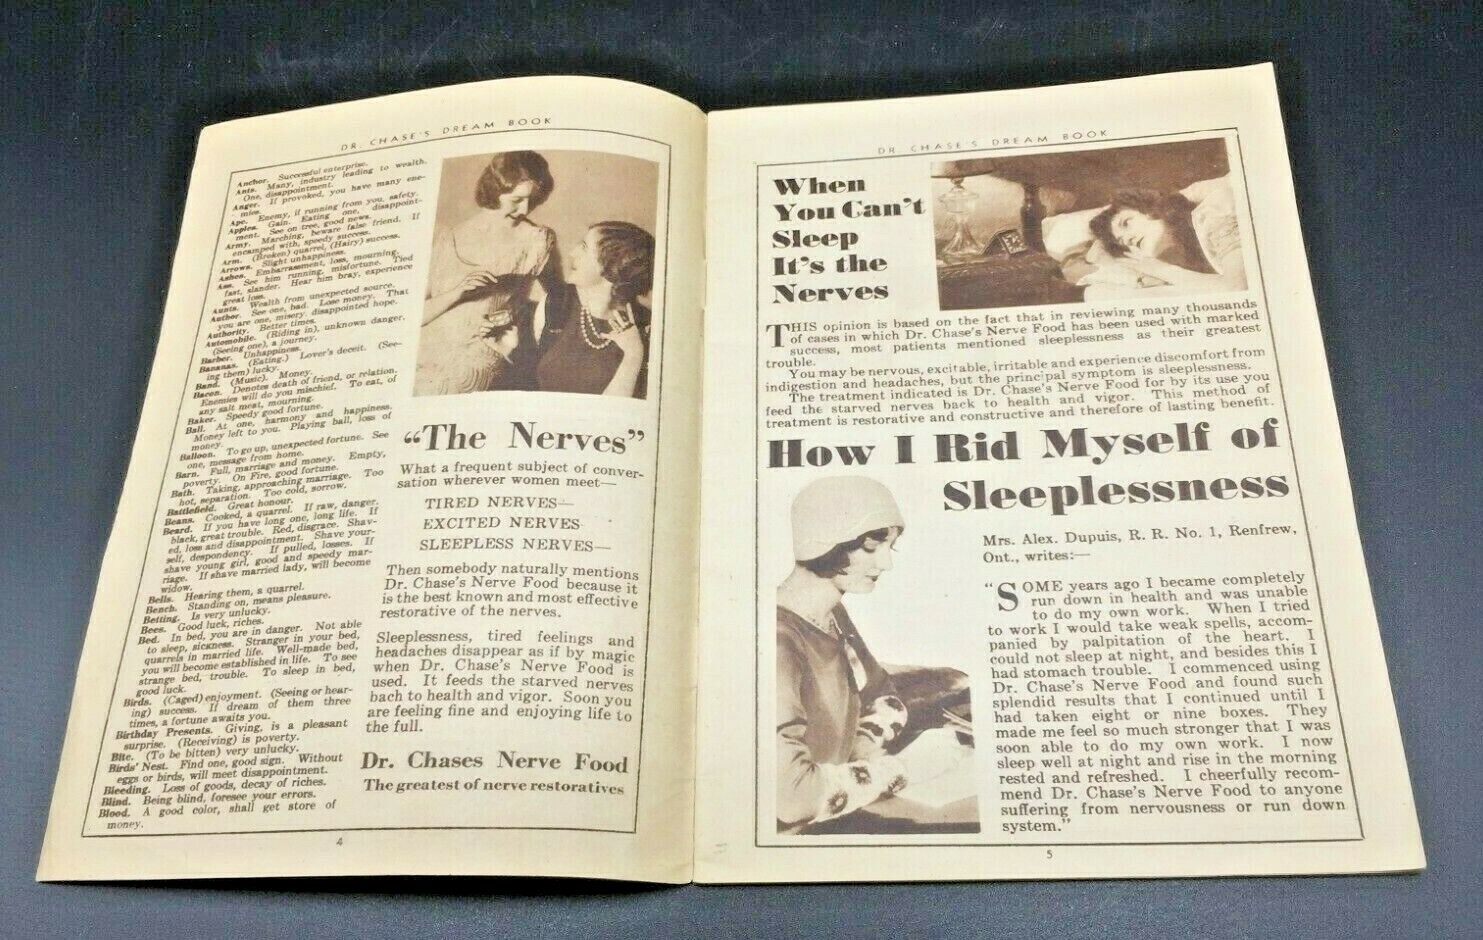 DR. CHASE'S DREAM BOOK
Anchor. Successful enterprise.
Ants. Many, industry leading to wealth.
One, disappointment.
Anger. If provoked, you have many ene-
mies.
Ape. Enemy, if running from you, safety.
Apples. Gain. Eating one, disappoint-
ment. See on tree, good news.
Army. Marching, beware false friend. If
encamped with, speedy success.
Arm. (Broken) quarrel, (Hairy) success.
Arrows. Slight unhappiness.
Ashes. Embarrassment, loss, mourning.
Ass. See him running, misfortune. Tied
fast, slander. Hear him bray, experience
great loss.
Aunts. Wealth from unexpected source.
Author. See one, bad. Lose money. That
you are one, misery, disappointed hope.
Authority. Better times.
Automobile. (Riding in), unknown danger.
(Seeing one), a journey.
Barber. Unhappiness.
Bananas. (Eating.) Lover's deceit. (See-
ing them) lucky.
Band. (Music). Money.
Bacon. Denotes death of friend, or relation.
Enemies will do you mischief. To eat, of
any salt meat, mourning.
Baker. Speedy good fortune.
Ball. At one, harmony and happiness.
Money left to you. Playing ball, loss of
money.
Balloon. To go up, unexpected fortune. See
one, message from home.
Barn. Full, marriage and money. Empty,
poverty. On Fire, good fortune.
Bath. Taking, approaching marriage. Too
hot, separation. Too cold, sorrow.
Battlefield. Great honour.
Beans. Cooked, a quarrel. If raw, danger.
Beard. If you have long one, long life. If
black, great trouble. Red, disgrace. Shav-
ed, loss and disappointment. Shave your-
self, despondency. If pulled, losses. If
shave young girl, good and speedy mar-
riage. If shave married lady, will become
widow.
Bells. Hearing them, a quarrel.
Bench. Standing on, means pleasure.
Betting. Is very unlucky.
Bees. Good luck, riches.
Bed. In bed, you are in danger. Not able
to sleep, sickness. Stranger in your bed,
quarrels in married life. Well-made bed,
you will become established in life. To see
strange bed, trouble. To sleep in bed,
good luck.
Birds. (Caged) enjoyment. (Seeing or hear-
ing) success. If dream of them three
times, a fortune awaits you.
Birthday Presents. Giving, is a pleasant
surprise. (Receiving) is poverty.
Bite. (To be bitten) very unlucky.
Birds' Nest. Find one, good sign. Without
eggs or birds, will meet disappointment.
Bleeding. Loss of goods, decay of riches.
Blind. Being blind, foresee your errors.
Blood. A good color, shall get store of
money.
"The Nerves"
What a frequent subject of conver-
sation wherever women meet—
TIRED NERVES—
EXCITED NERVES
SLEEPLESS NERVES—
Then somebody naturally mentions
Dr. Chase's Nerve Food because it
is the best known and most effective
restorative of the nerves.
Sleeplessness, tired feelings and
headaches disappear as if by magic
when Dr. Chase's Nerve Food is
used. It feeds the starved nerves
bach to health and vigor. Soon you
are feeling fine and enjoying life to
the full.
Dr. Chases Nerve Food
The greatest of nerve restoratives
4
DR. CHASE'S DREAM BOOK
When
You Can't
Sleep
It's the
Nerves
THIS opinion is based on the fact that in reviewing many thousands
of cases in which Dr. Chase's Nerve Food has been used with marked
success, most patients mentioned sleeplessness as their greatest
trouble.
You may be nervous, excitable, irritable and experience discomfort from
indigestion and headaches, but the principal symptom is sleeplessness.
The treatment indicated is Dr. Chase's Nerve Food for by its use you
feed the starved nerves back to health and vigor. This method of
treatment is restorative and constructive and therefore of lasting benefit.
How I Rid Myself of
Sleeplessness
Mrs. Alex. Dupuis, R. R. No. 1, Renfrew,
Ont., writes:—
"SOME years ago I became completely
run down in health and was unable
to do my own work. When I tried
to work I would take weak spells, accom-
panied by palpitation of the heart. I
could not sleep at night, and besides this I
had stomach trouble. I commenced using
Dr. Chase's Nerve Food and found such
splendid results that I continued until I
had taken eight or nine boxes. They
made me feel so much stronger that I was
soon able to do my own work. I now
sleep well at night and rise in the morning
rested and refreshed. I cheerfully recom-
mend Dr. Chase's Nerve Food to anyone
suffering from nervousness or run down
system."
5